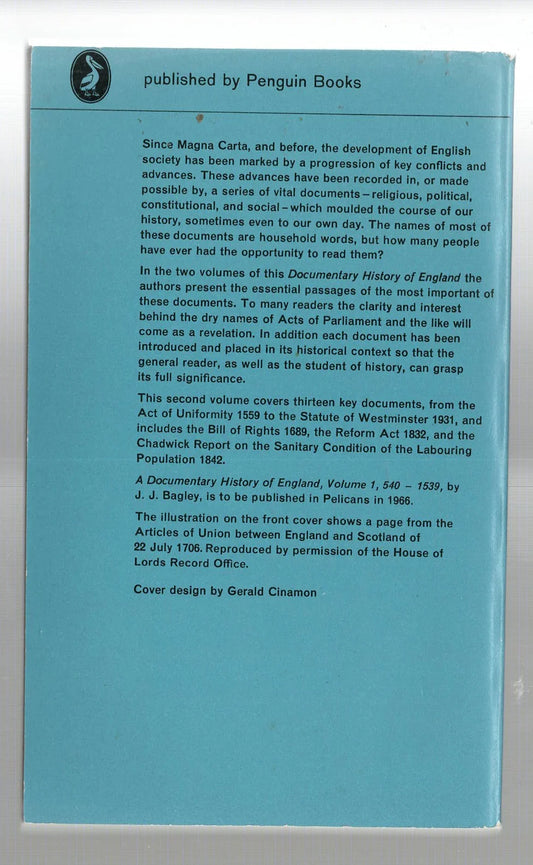 published by Penguin Books
Since Magna Carta, and before, the development of English
society has been marked by a progression of key conflicts and
advances. These advances have been recorded in, or made
possible by, a series of vital documents – religious, political,
constitutional, and social – which moulded the course of our
history, sometimes even to our own day. The names of most of
these documents are household words, but how many people
have ever had the opportunity to read them?
In the two volumes of this Documentary History of England the
authors present the essential passages of the most important of
these documents. To many readers the clarity and interest
behind the dry names of Acts of Parliament and the like will
come as a revelation. In addition each document has been
introduced and placed in its historical context so that the
general reader, as well as the student of history, can grasp
its full significance.
This second volume covers thirteen key documents, from the
Act of Uniformity 1559 to the Statute of Westminster 1931, and
includes the Bill of Rights 1689, the Reform Act 1832, and the
Chadwick Report on the Sanitary Condition of the Labouring
Population 1842.
A Documentary History of England, Volume 1, 540 – 1539, by
J. J. Bagley, is to be published in Pelicans in 1966.
The illustration on the front cover shows a page from the
Articles of Union between England and Scotland of
22 July 1706. Reproduced by permission of the House of
Lords Record Office.
Cover design by Gerald Cinamon